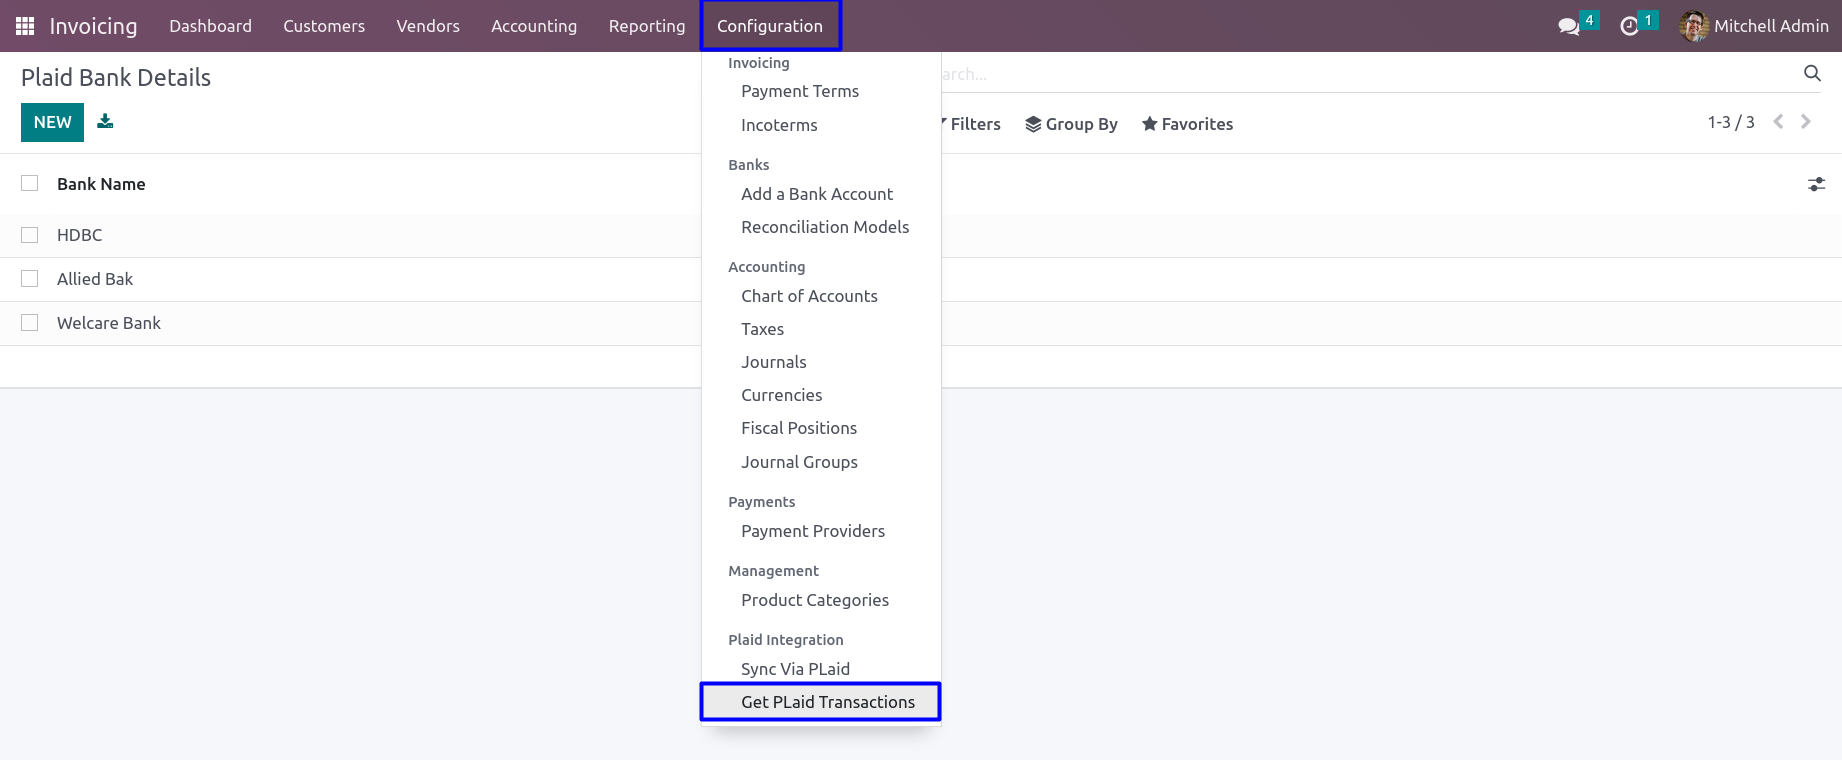 Invoicing Dashboard Customers Vendors Accounting Reporting Configuration 4 1 Mitchell Admin
Plaid Bank Details
arch...
NEW
Filters Group By Favorites 1-3 / 3
Bank Name
HDBC
Allied Bak
Welcare Bank
Invoicing
Payment Terms
Incoterms
Banks
Add a Bank Account
Reconciliation Models
Accounting
Chart of Accounts
Taxes
Journals
Currencies
Fiscal Positions
Journal Groups
Payments
Payment Providers
Management
Product Categories
Plaid Integration
Sync Via PLaid
Get PLaid Transactions